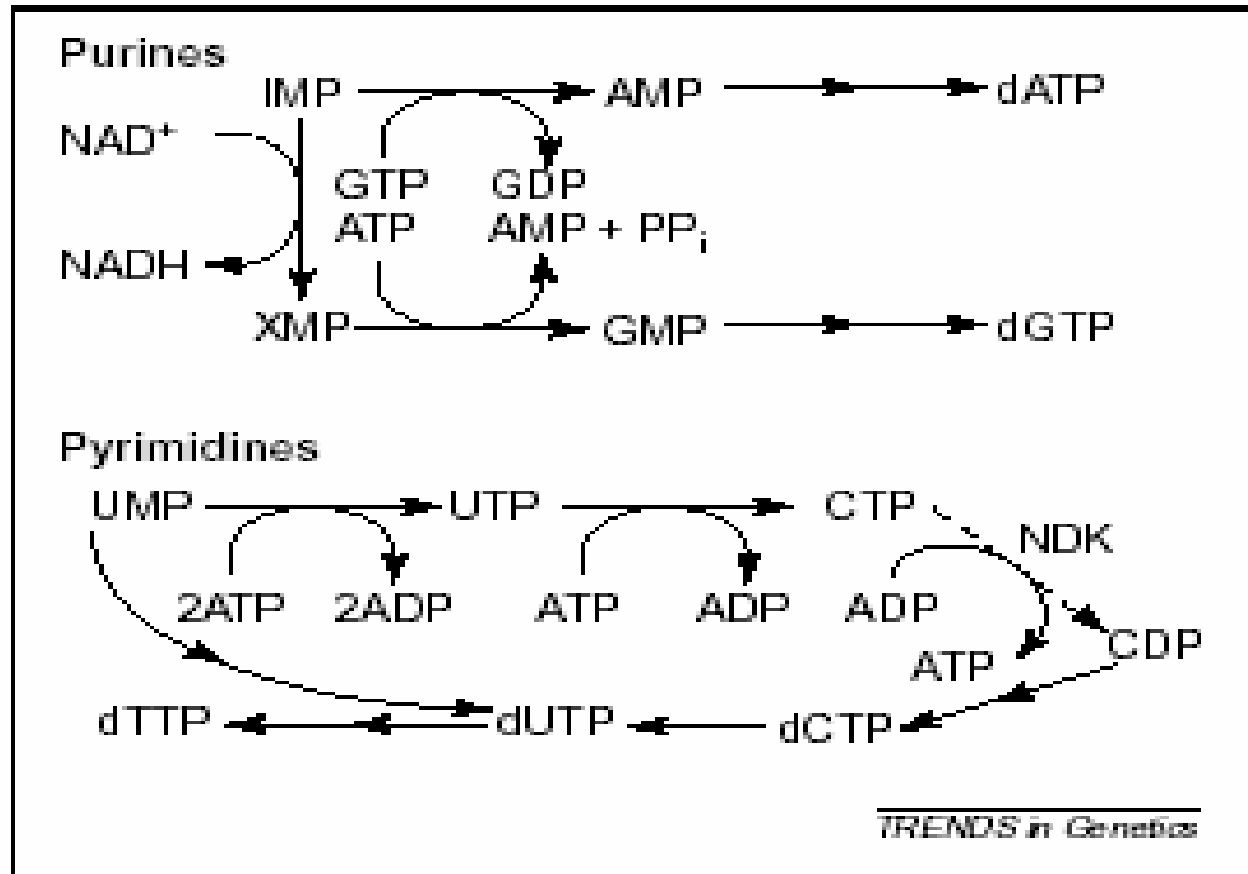 Purines
IMP AMP dATP
NAD+
GTP GDP
ATP AMP + PPi
NADH
XMP GMP dGTP
Pyrimidines
UMP UTP CTP
NDK
2ATP 2ADP ATP ADP ADP
CDP
ATP
dTTP dUTP dCTP
TRENDS in Genetics